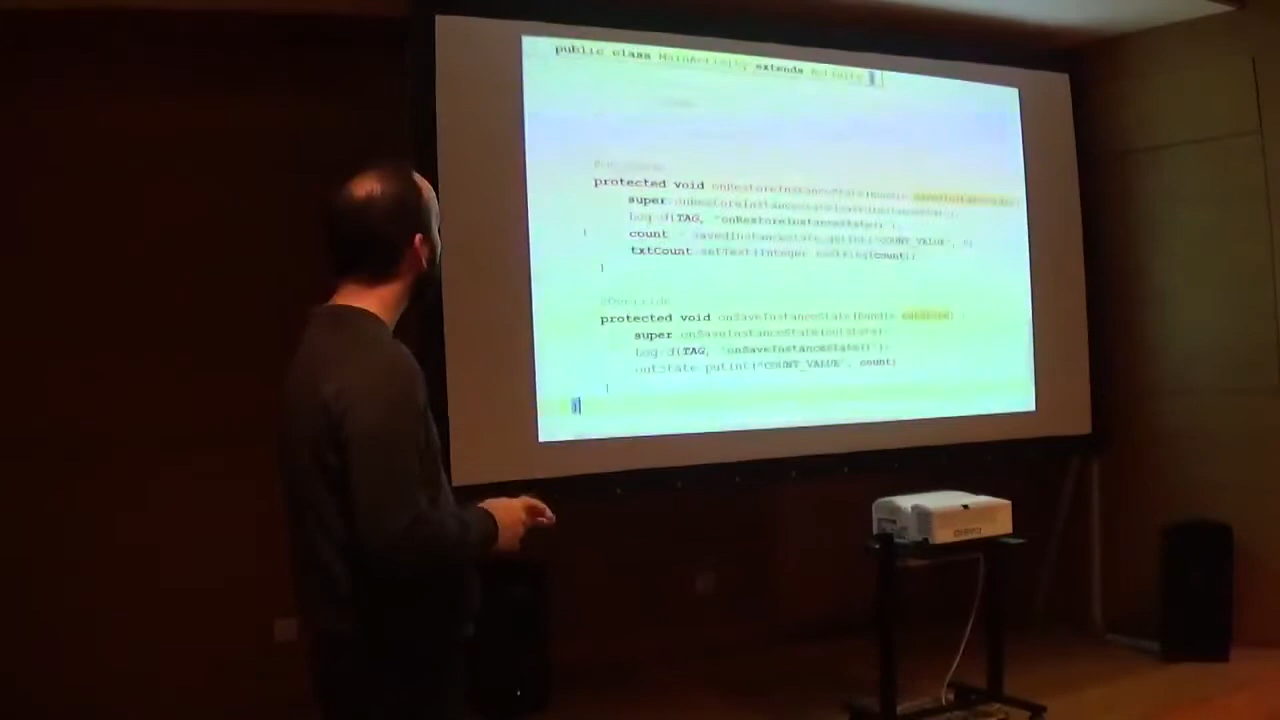 public class MainActivity extends Activity {
@Override
protected void onRestoreInstanceState(Bundle savedInstanceState)
super.onRestoreInstanceState(savedInstanceState);
Log.d(TAG, "onRestoreInstanceState()");
count = savedInstanceState.getInt("COUNT_VALUE", 0)
txtCount.setText(Integer.toString(count));
}
@Override
protected void onSaveInstanceState(Bundle outState) {
super.onSaveInstanceState(outState);
Log.d(TAG, "onSaveInstanceState()");
outState.putInt("COUNT_VALUE", count)
}
}